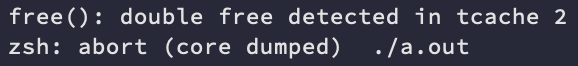 free(): double free detected in tcache 2
zsh: abort (core dumped)  ./a.out